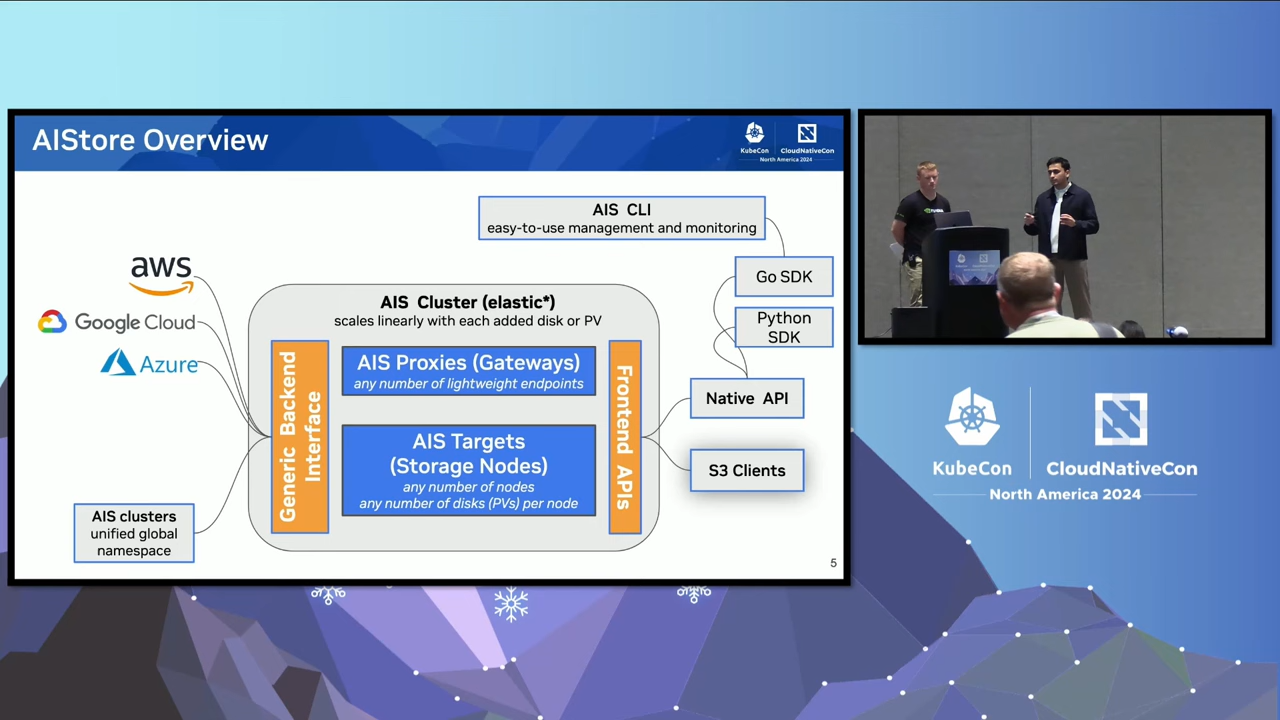 AIStore Overview
KubeCon
CloudNativeCon
North America 2024
AIS CLI
easy-to-use management and monitoring
aws
Google Cloud
Azure
AIS clusters
unified global
namespace
AIS Cluster (elastic*)
scales linearly with each added disk or PV
Generic Backend
Interface
AIS Proxies (Gateways)
any number of lightweight endpoints
AIS Targets
(Storage Nodes)
any number of nodes
any number of disks (PVs) per node
Frontend APIs
Go SDK
Python
SDK
Native API
S3 Clients
5
KubeCon
CloudNativeCon
North America 2024